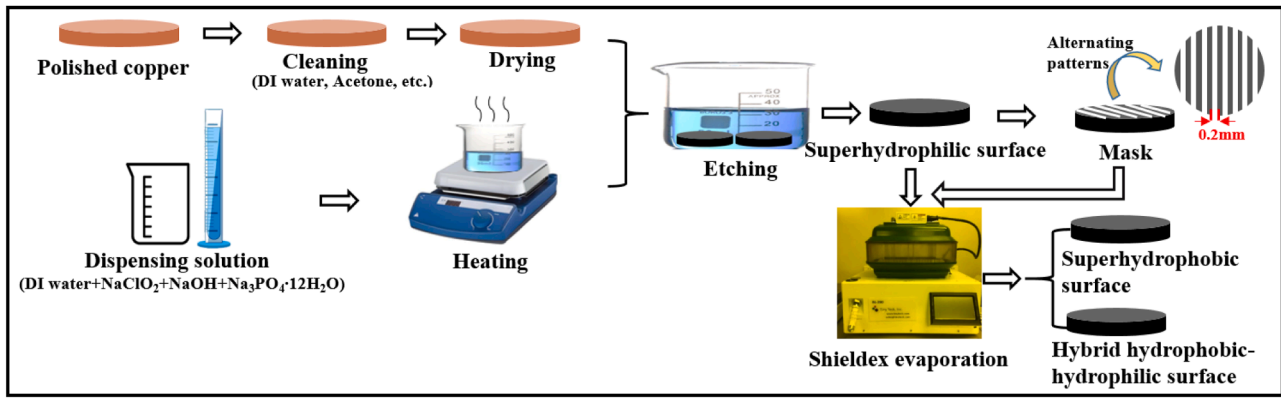 Polished copper
Cleaning
(DI water, Acetone, etc.)
Drying
Dispensing solution
(DI water+NaClO₂+NaOH+Na₃PO₄·12H₂O)
Heating
50
40
30
20
Etching
Superhydrophilic surface
Alternating
patterns
0.2mm
Mask
Shieldex evaporation
Superhydrophobic
surface
Hybrid hydrophobic-
hydrophilic surface